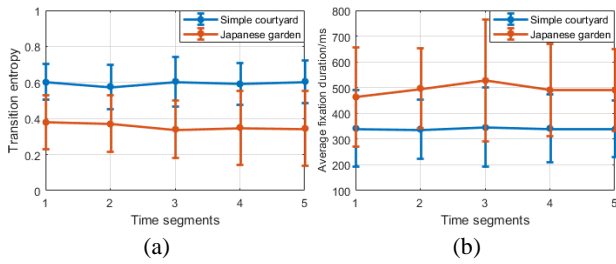 Simple courtyard
Japanese garden
Transition entropy
1
0.8
0.6
0.4
0.2
0
1
2
3
4
5
Time segments
(a)
Simple courtyard
Japanese garden
Average fixation duration/ms
800
700
600
500
400
300
200
100
1
2
3
4
5
Time segments
(b)